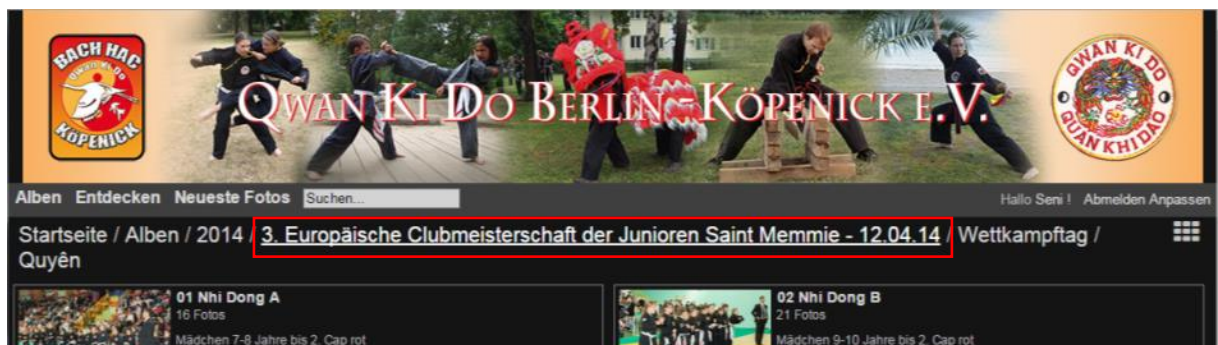 BACH HAC
QWAN KI DO
KÖPENICK
QWAN KI DO BERLIN - KÖPENICK E.V.
QWAN KI DO
QUAN KHI DAO
Alben Entdecken Neueste Fotos Suchen... Hallo Seni ! Abmelden Anpassen
Startseite / Alben / 2014 / 3. Europäische Clubmeisterschaft der Junioren Saint Memmie - 12.04.14 / Wettkampftag /
Quyên
01 Nhi Dong A
16 Fotos
Mädchen 7-8 Jahre bis 2. Cap rot
02 Nhi Dong B
21 Fotos
Mädchen 9-10 Jahre bis 2. Cap rot